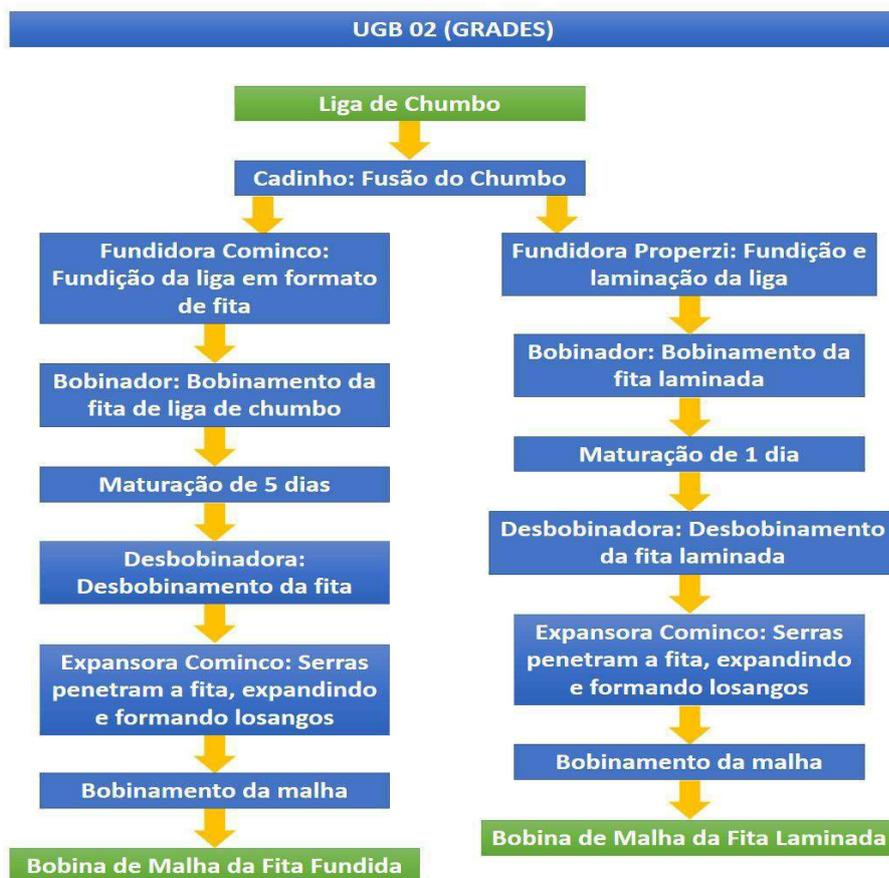 UGB 02 (GRADES)
Liga de Chumbo
Cadinho: Fusão do Chumbo
Fundidora Cominco:
Fundição da liga em formato
de fita
Bobinador: Bobinamento da
fita de liga de chumbo
Maturação de 5 dias
Desbobinadora:
Desbobinamento da fita
Expansora Cominco: Serras
penetram a fita, expandindo
e formando losangos
Bobinamento da malha
Bobina de Malha da Fita Fundida
Fundidora Properzi: Fundição e
laminação da liga
Bobinador: Bobinamento da
fita laminada
Maturação de 1 dia
Desbobinadora: Desbobinamento
da fita laminada
Expansora Cominco: Serras
penetram a fita, expandindo
e formando losangos
Bobinamento da malha
Bobina de Malha da Fita Laminada